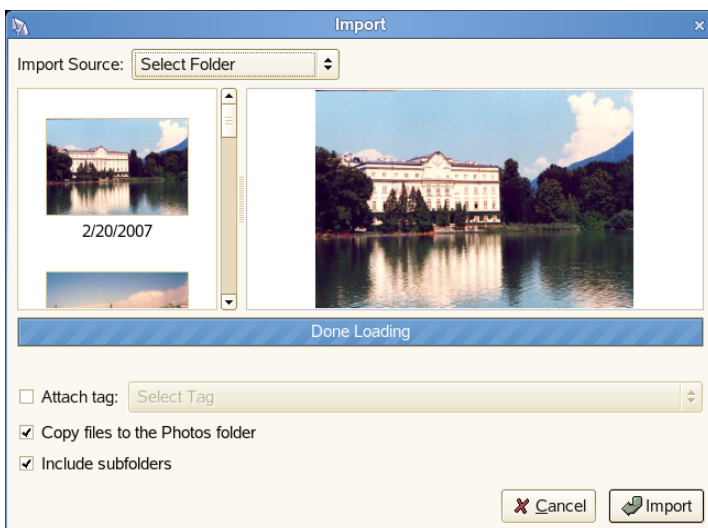 Import
Import Source: Select Folder
2/20/2007
Done Loading
Attach tag: Select Tag
Copy files to the Photos folder
Include subfolders
Cancel Import